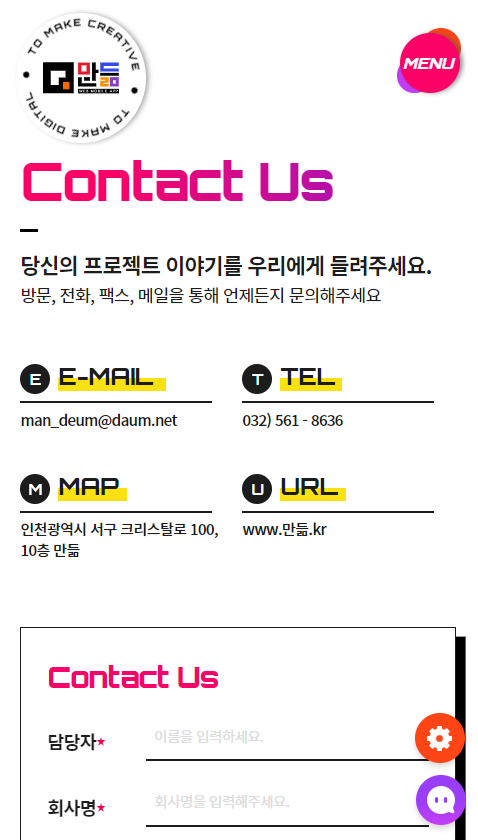 TO MAKE CREATIVE
만듦
WEB MOBILE APP
TO MAKE DIGITAL
MENU
Contact Us
당신의 프로젝트 이야기를 우리에게 들려주세요.
방문, 전화, 팩스, 메일을 통해 언제든지 문의해주세요
E E-MAIL
man_deum@daum.net
T TEL
032) 561 - 8636
M MAP
인천광역시 서구 크리스탈로 100,
10층 만듦
U URL
www.만듦.kr
Contact Us
담당자★ 이름을 입력하세요.
회사명★ 회사명을 입력해주세요.